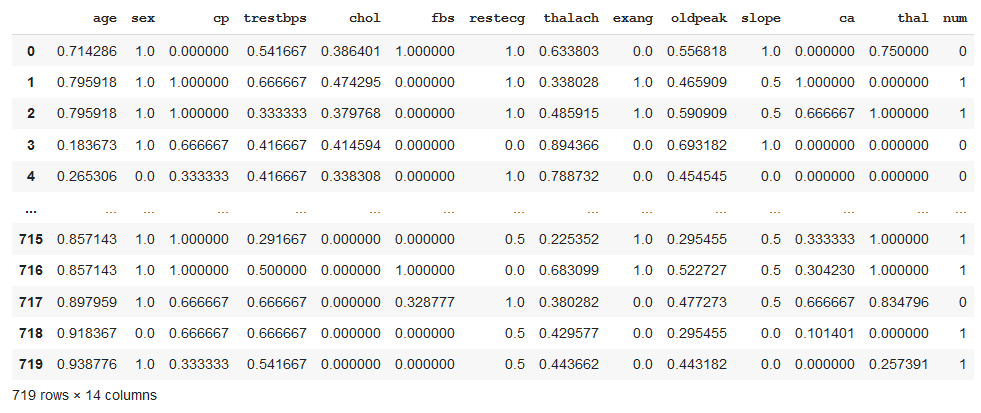 age sex cp trestbps chol fbs restecg thalach exang oldpeak slope ca thal num
0 0.714286 1.0 0.000000 0.541667 0.386401 1.000000 1.0 0.633803 0.0 0.556818 1.0 0.000000 0.750000 0
1 0.795918 1.0 1.000000 0.666667 0.474295 0.000000 1.0 0.338028 1.0 0.465909 0.5 1.000000 0.000000 1
2 0.795918 1.0 1.000000 0.333333 0.379768 0.000000 1.0 0.485915 1.0 0.590909 0.5 0.666667 1.000000 1
3 0.183673 1.0 0.666667 0.416667 0.414594 0.000000 0.0 0.894366 0.0 0.693182 1.0 0.000000 0.000000 0
4 0.265306 0.0 0.333333 0.416667 0.338308 0.000000 1.0 0.788732 0.0 0.454545 0.0 0.000000 0.000000 0
... ... ... ... ... ... ... ... ... ... ... ... ... ... ...
715 0.857143 1.0 1.000000 0.291667 0.000000 0.000000 0.5 0.225352 1.0 0.295455 0.5 0.333333 1.000000 1
716 0.857143 1.0 1.000000 0.500000 0.000000 1.000000 0.0 0.683099 1.0 0.522727 0.5 0.304230 1.000000 1
717 0.897959 1.0 0.666667 0.666667 0.000000 0.328777 1.0 0.380282 0.0 0.477273 0.5 0.666667 0.834796 0
718 0.918367 0.0 0.666667 0.666667 0.000000 0.000000 0.5 0.429577 0.0 0.295455 0.0 0.101401 0.000000 1
719 0.938776 1.0 0.333333 0.541667 0.000000 0.000000 0.5 0.443662 0.0 0.443182 0.0 0.000000 0.257391 1
719 rows × 14 columns